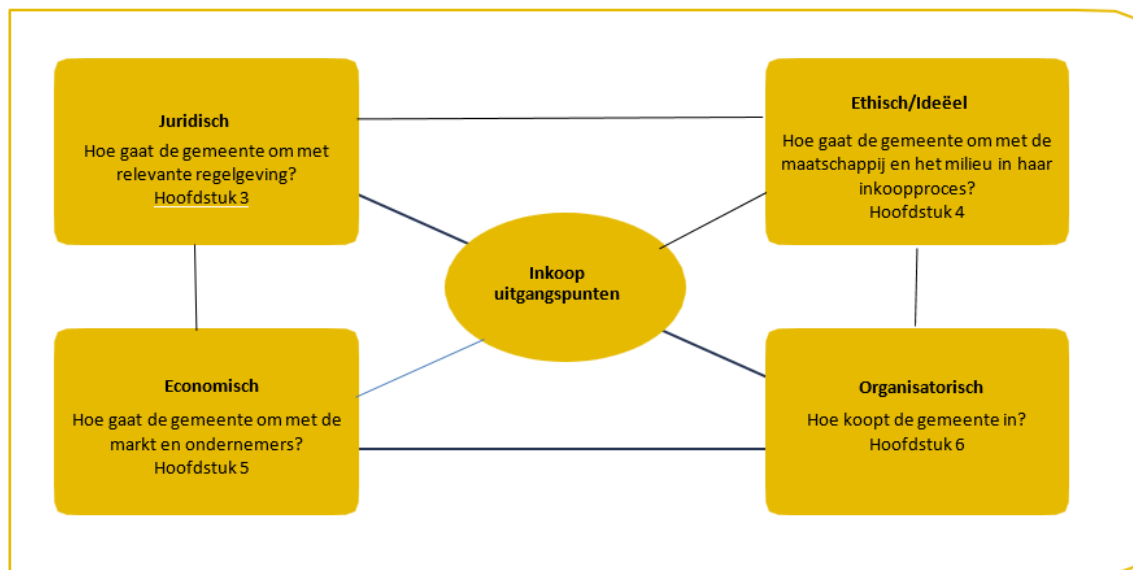 Juridisch
Hoe gaat de gemeente om met
relevante regelgeving?
Hoofdstuk 3
Ethisch/Ideëel
Hoe gaat de gemeente om met de
maatschappij en het milieu in haar
inkoopproces?
Hoofdstuk 4
Inkoop
uitgangspunten
Economisch
Hoe gaat de gemeente om met de
markt en ondernemers?
Hoofdstuk 5
Organisatorisch
Hoe koopt de gemeente in?
Hoofdstuk 6